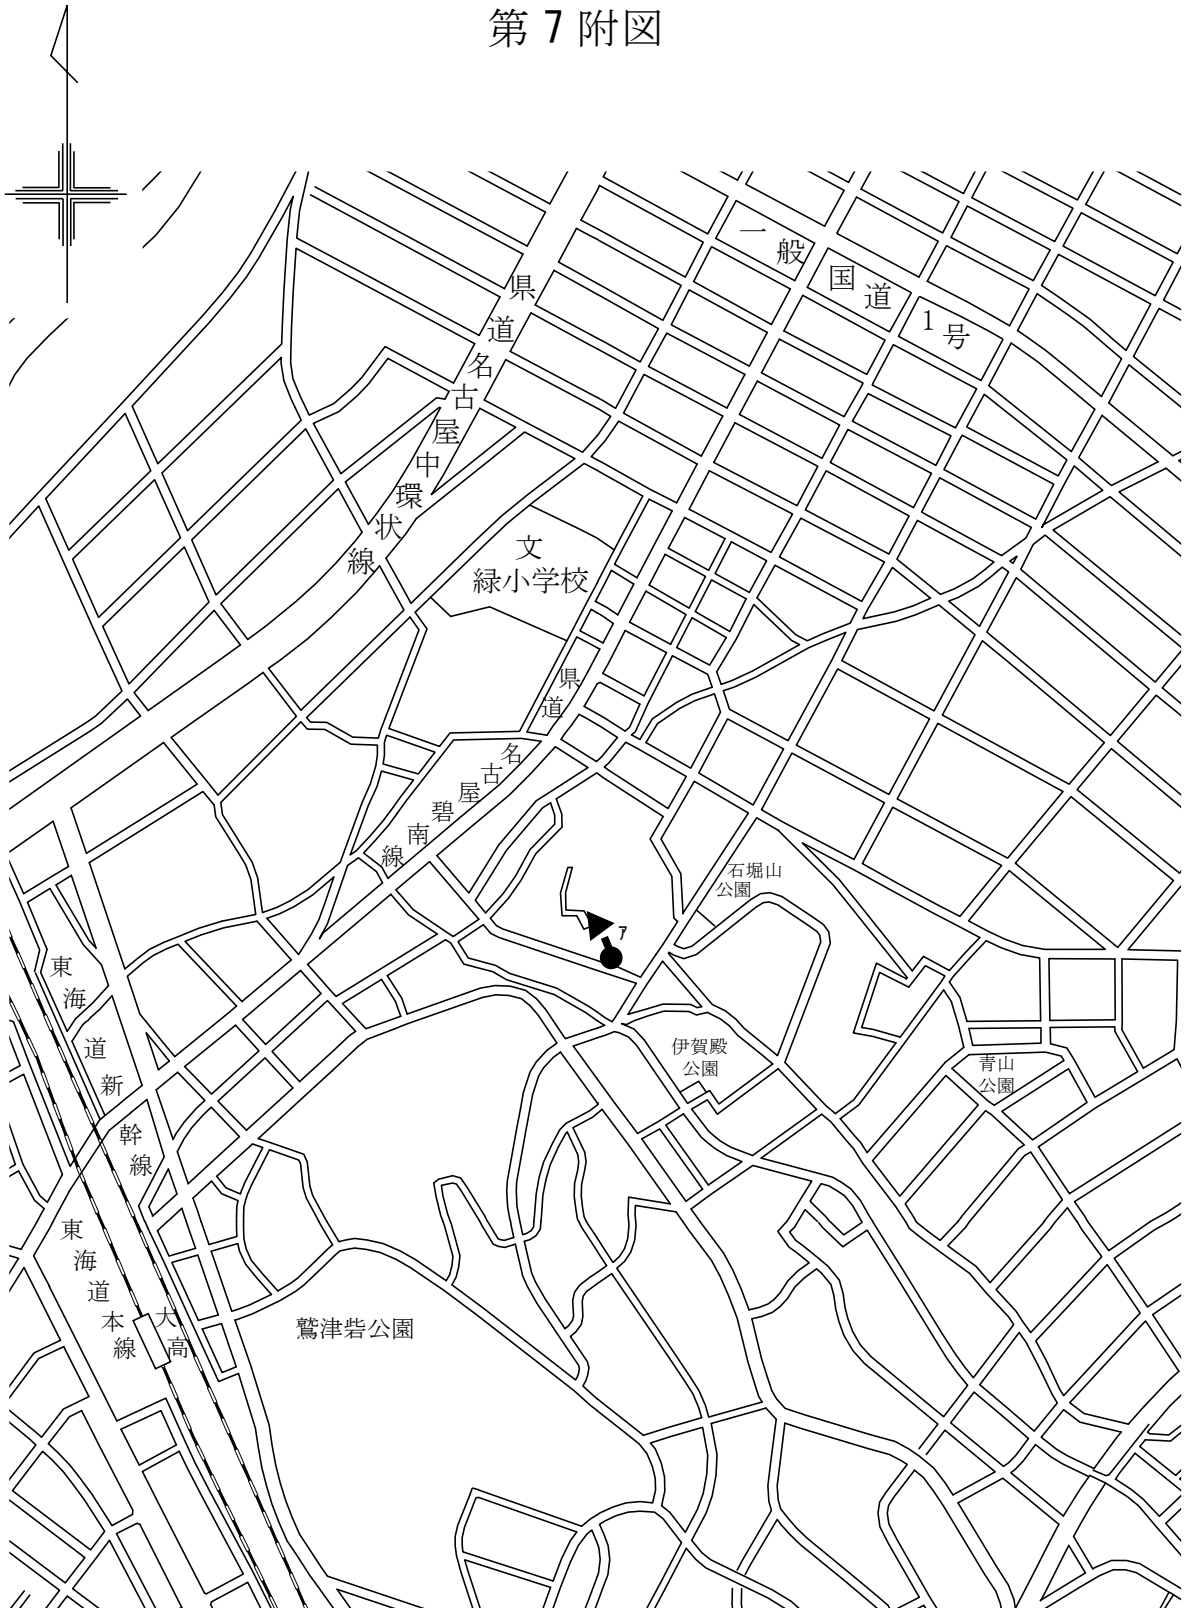 第7附図
一般国道1号
県道名古屋中環状線
文
緑小学校
県道名古屋碧南線
石堀山
公園
7
伊賀殿
公園
青山
公園
東海道新幹線
東海道本線
大高
鷲津砦公園